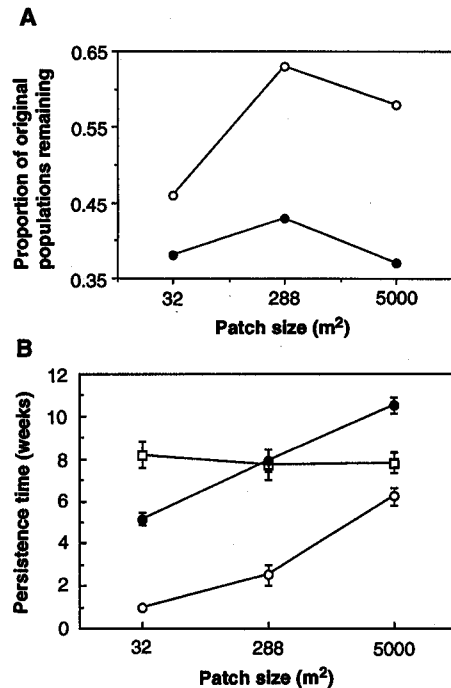 A
Proportion of original
populations remaining
0.65
0.55
0.45
0.35
32 288 5000
Patch size (m²)
B
Persistence time (weeks)
12
10
8
6
4
2
0
32 288 5000
Patch size (m²)